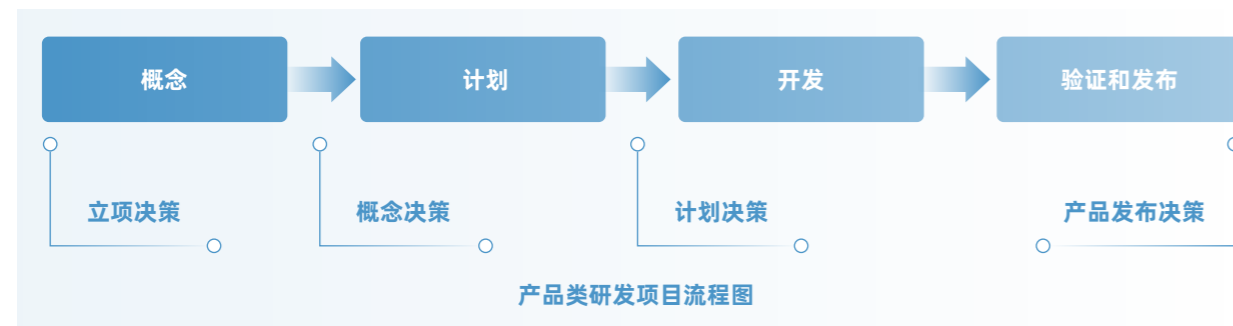 概念
计划
开发
验证和发布
立项决策
概念决策
计划决策
产品发布决策
产品类研发项目流程图